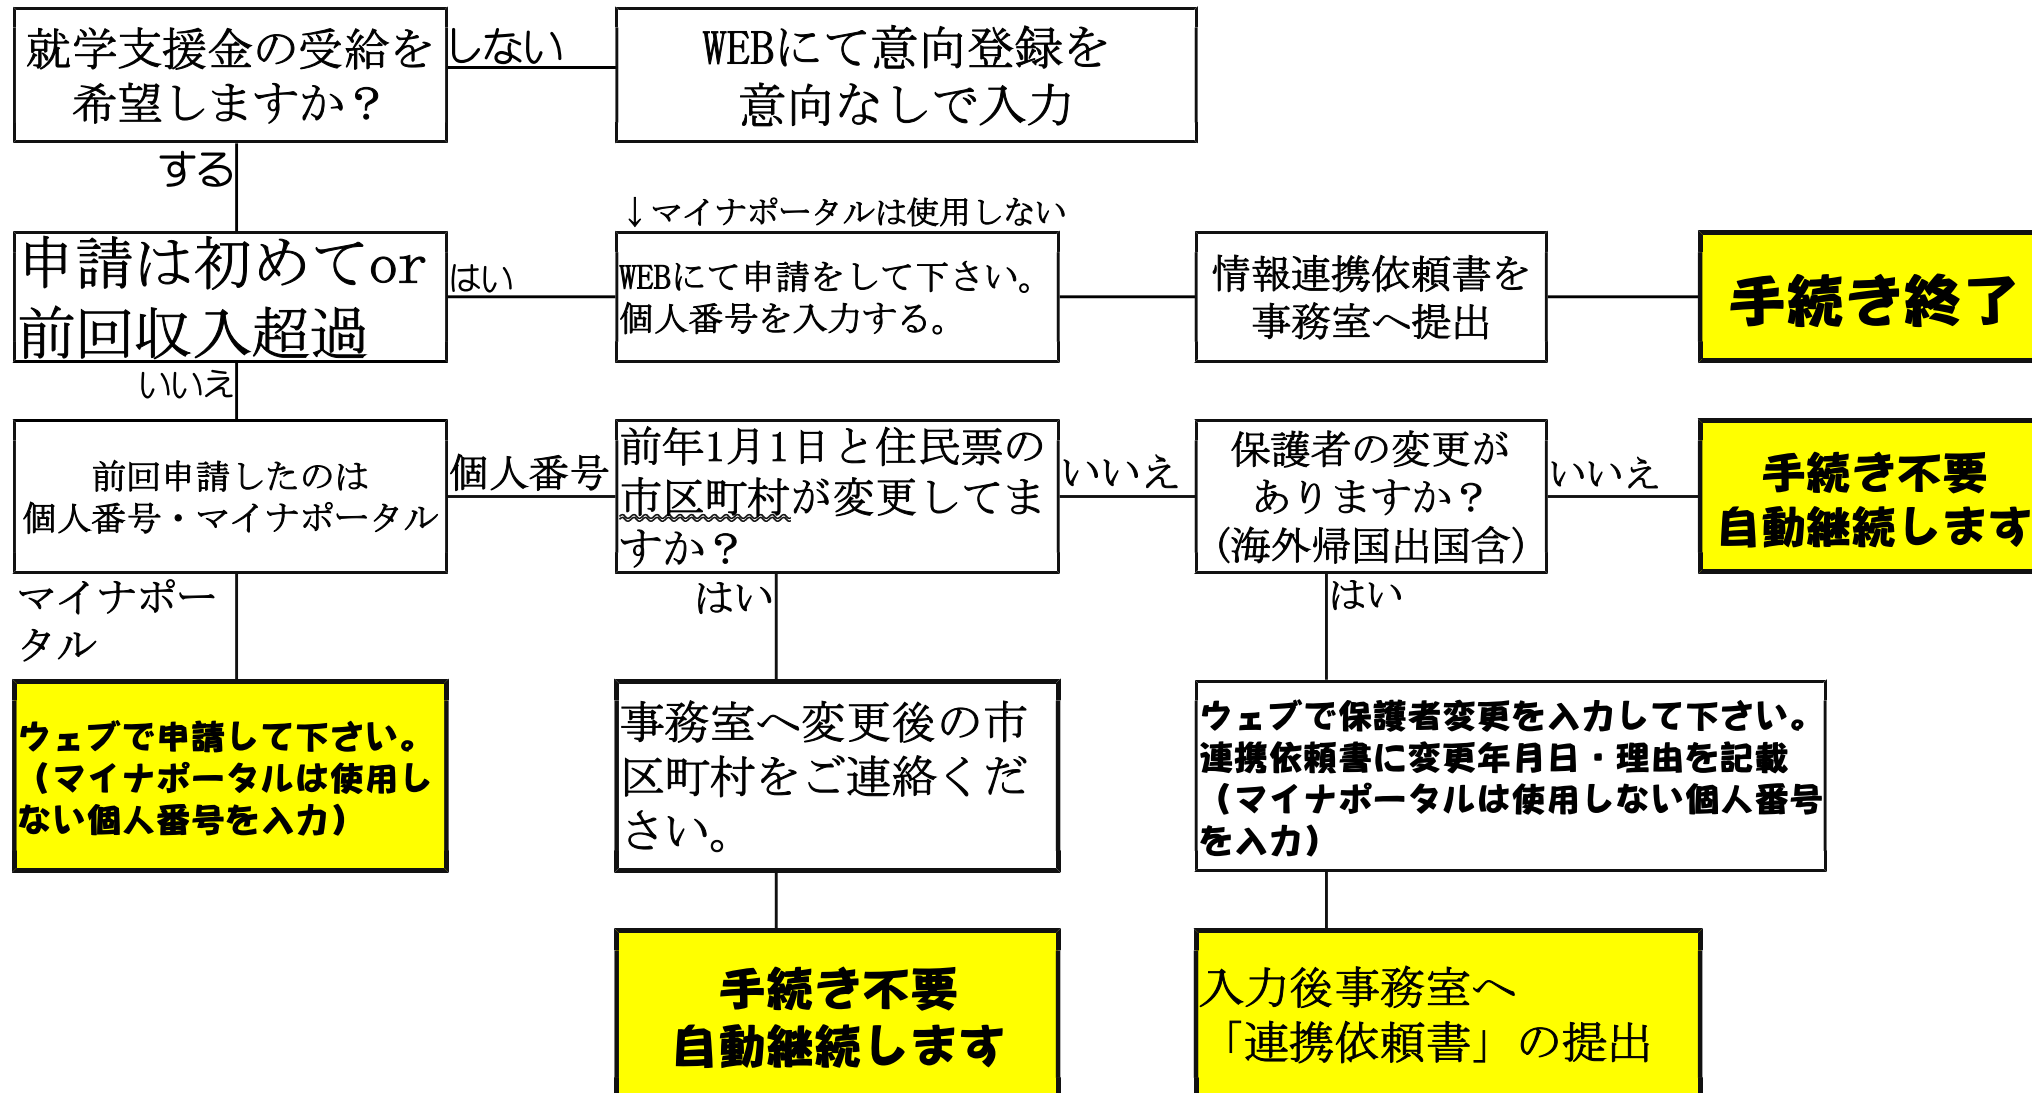 就学支援金の受給を
希望しますか？
しない
WEBにて意向登録を
意向なしで入力
する
↓マイナポータルは使用しない
申請は初めてor
前回収入超過
はい
WEBにて申請をして下さい。
個人番号を入力する。
情報連携依頼書を
事務室へ提出
手続き終了
いいえ
前回申請したのは
個人番号・マイナポータル
個人番号
前年1月1日と住民票の
市区町村が変更してま
すか？
いいえ
保護者の変更が
ありますか？
(海外帰国出国含)
いいえ
手続き不要
自動継続します
マイナポー
タル
はい
はい
ウェブで申請して下さい。
（マイナポータルは使用し
ない個人番号を入力）
事務室へ変更後の市
区町村をご連絡くだ
さい。
ウェブで保護者変更を入力して下さい。
連携依頼書に変更年月日・理由を記載
（マイナポータルは使用しない個人番号
を入力）
手続き不要
自動継続します
入力後事務室へ
「連携依頼書」の提出